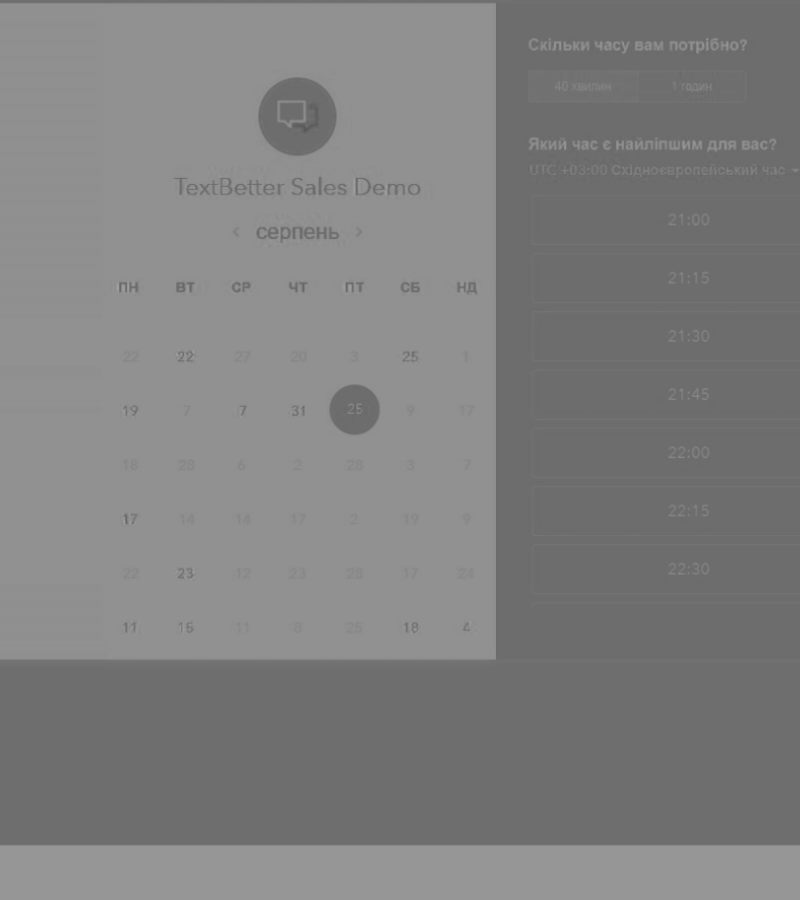 TextBetter Sales Demo
‹ серпень ›
ПН ВТ СР ЧТ ПТ СБ НД
22 22 27 20 3 25 1
19 7 7 31 25 9 17
18 23 6 2 28 3 7
17 14 14 17 2 19 9
22 23 12 23 28 17 24
11 15 11 8 25 18 4
Скільки часу вам потрібно?
40 хвилин 1 годин
Який час є найліпшим для вас?
UTC +03:00 Східноєвропейський час
21:00
21:15
21:30
21:45
22:00
22:15
22:30